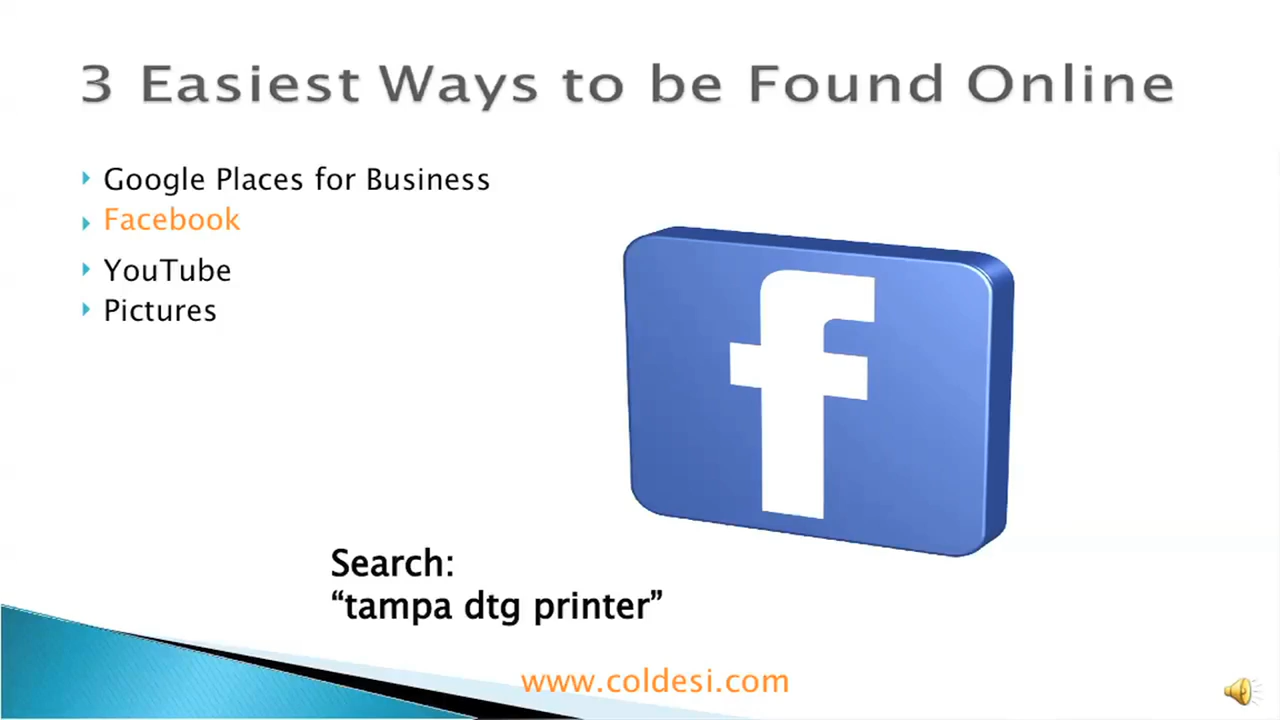 3 Easiest Ways to be Found Online
Google Places for Business
Facebook
YouTube
Pictures
f
Search:
“tampa dtg printer”
www.coldesi.com